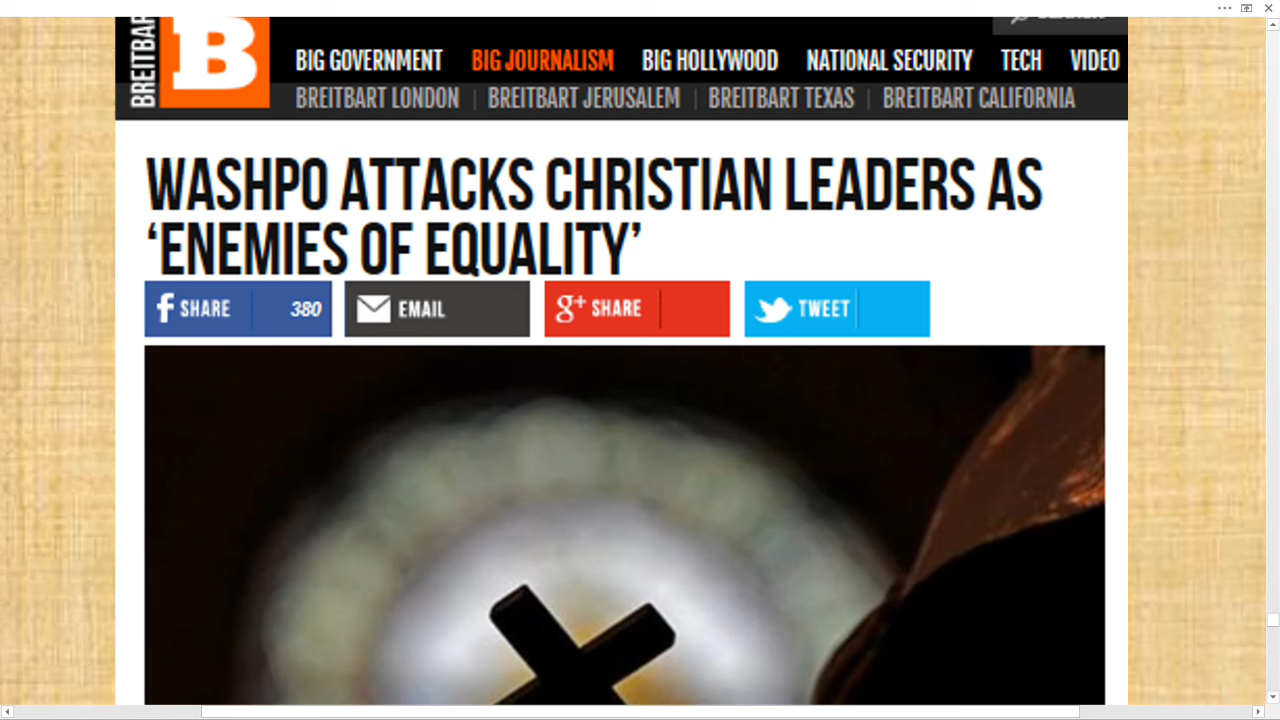 BREITBAR
B
BIG GOVERNMENT BIG JOURNALISM BIG HOLLYWOOD NATIONAL SECURITY TECH VIDEO
BREITBART LONDON BREITBART JERUSALEM BREITBART TEXAS BREITBART CALIFORNIA
WASHPO ATTACKS CHRISTIAN LEADERS AS
‘ENEMIES OF EQUALITY’
f SHARE 380 EMAIL g+ SHARE TWEET